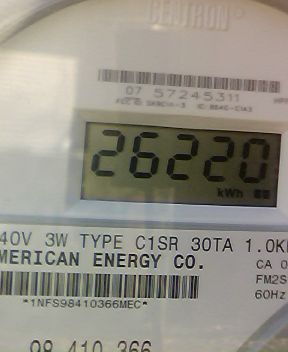 CENTRON®
07 57245311
26220
kWh
40V 3W TYPE C1SR 30TA 1.0K
MERICAN ENERGY CO.
CA 0
FM2S
60Hz
*1NFS98410366MEC*
98 410 366